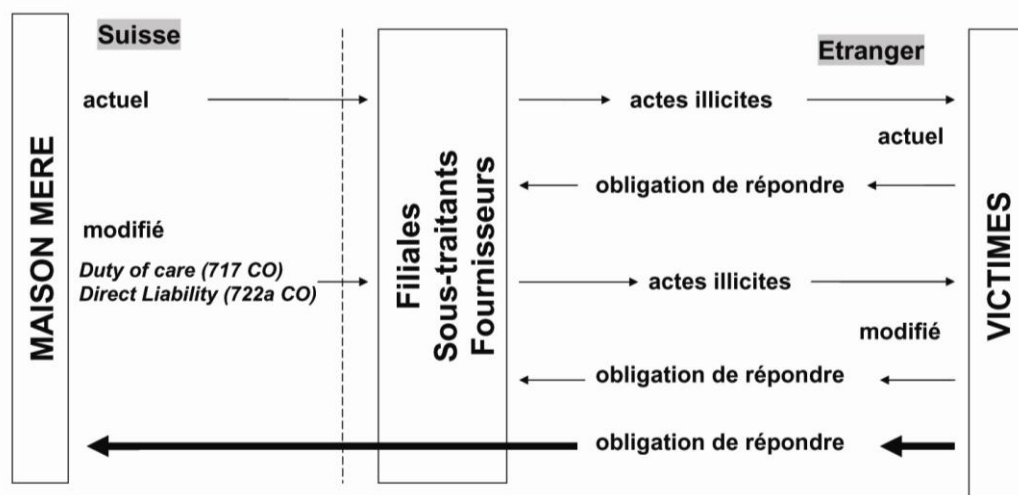 Suisse
Etranger
MAISON MERE
actuel
actes illicites
actuel
obligation de répondre
modifié
Duty of care (717 CO)
Direct Liability (722a CO)
Filiales
Sous-traitants
Fournisseurs
actes illicites
modifié
obligation de répondre
obligation de répondre
VICTIMES